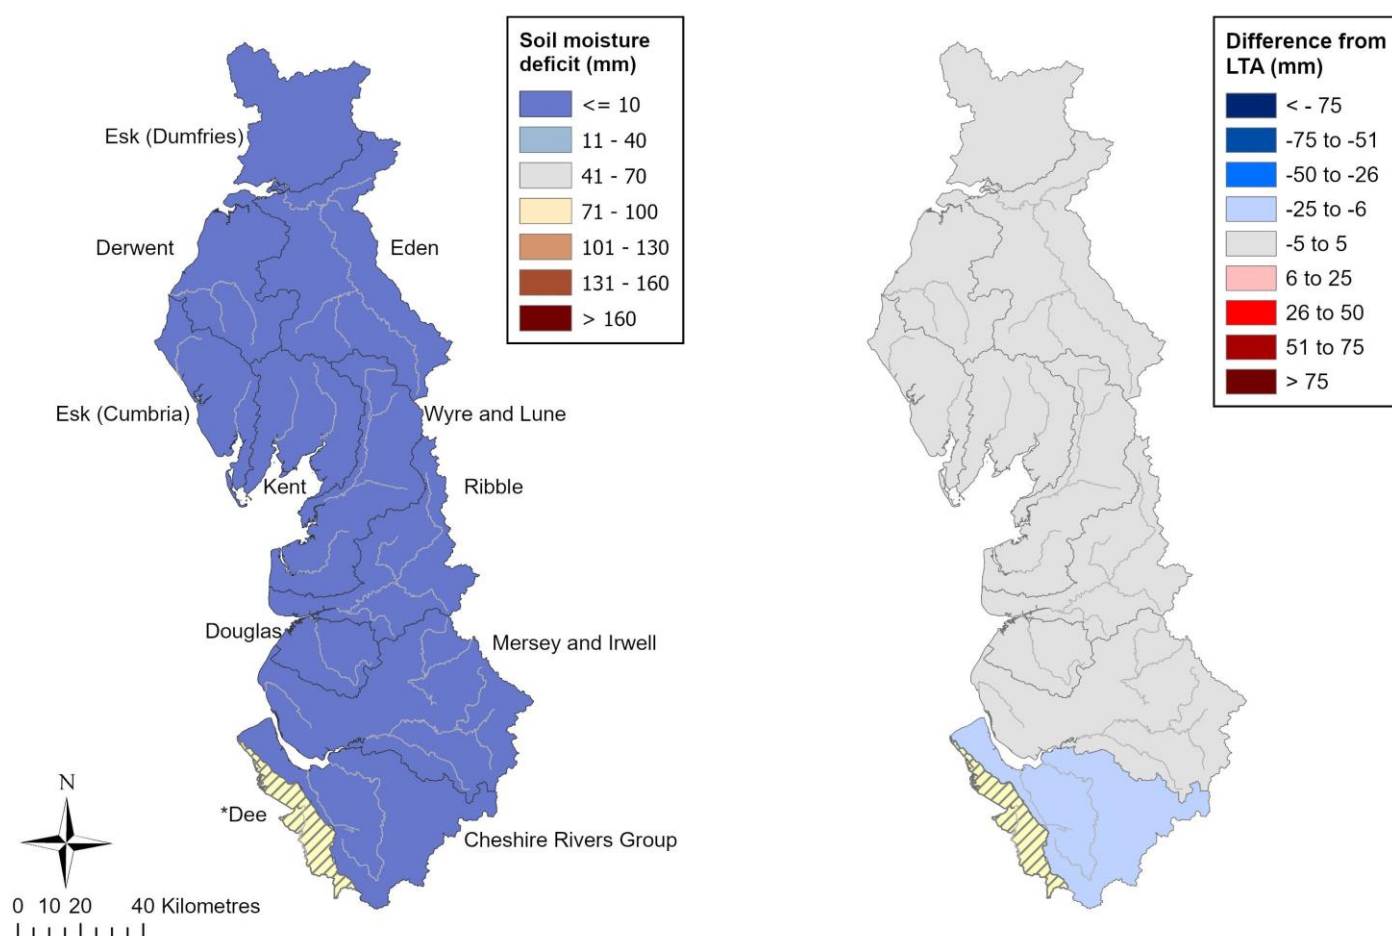 Soil moisture
deficit (mm)
<= 10
11 - 40
41 - 70
71 - 100
101 - 130
131 - 160
> 160
Esk (Dumfries)
Derwent
Eden
Esk (Cumbria)
Wyre and Lune
Kent
Ribble
Douglas
Mersey and Irwell
*Dee
Cheshire Rivers Group
N
0 10 20 40 Kilometres
Difference from
LTA (mm)
< - 75
-75 to -51
-50 to -26
-25 to -6
-5 to 5
6 to 25
26 to 50
51 to 75
> 75